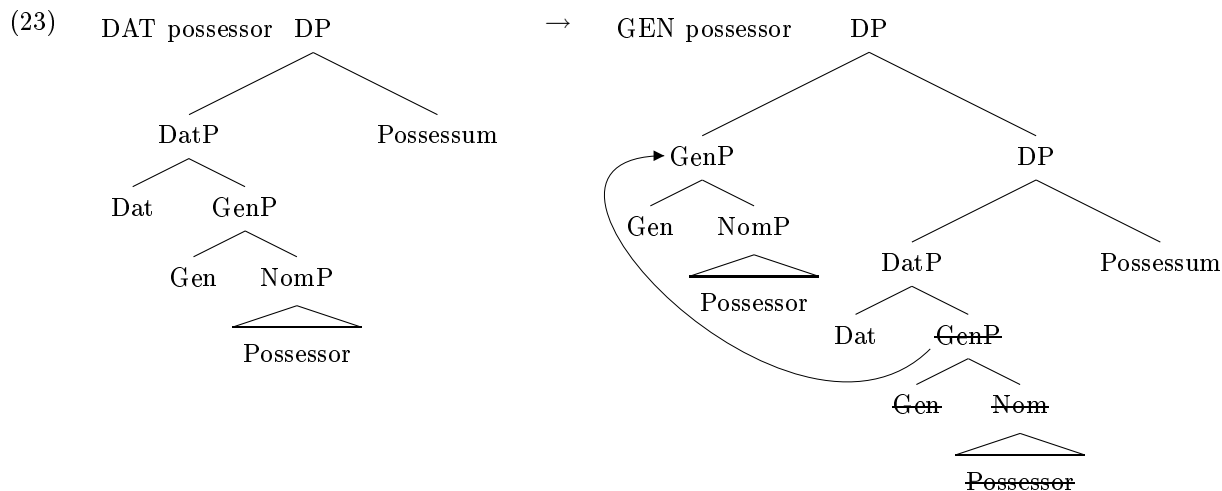 (23) DAT possessor DP → GEN possessor DP
DatP Possessum GenP DP
Dat GenP Gen NomP DatP Possessum
Gen NomP Possessor Dat GenP
Possessor Gen Nom
Possessor